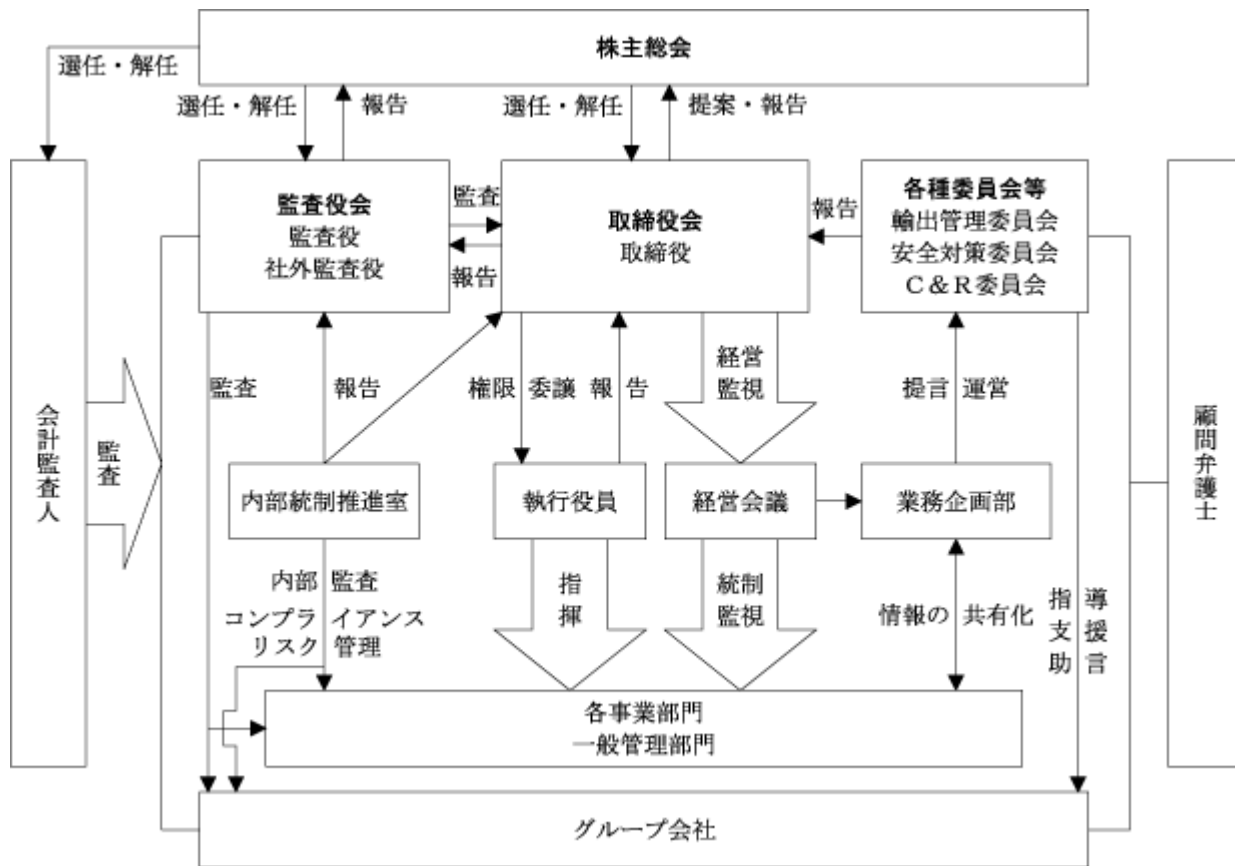 株主総会
選任・解任
選任・解任
報告
選任・解任
提案・報告
監査役会
監査役
社外監査役
監査
報告
取締役会
取締役
報告
各種委員会等
輸出管理委員会
安全対策委員会
C&R委員会
監査
報告
権限委譲
報告
経営
監視
提言運営
会計監査人
監査
内部統制推進室
執行役員
経営会議
業務企画部
顧問弁護士
内部監査
コンプライアンス
リスク管理
指揮
統制
監視
情報の共有化
指導
支援
助言
各事業部門
一般管理部門
グループ会社